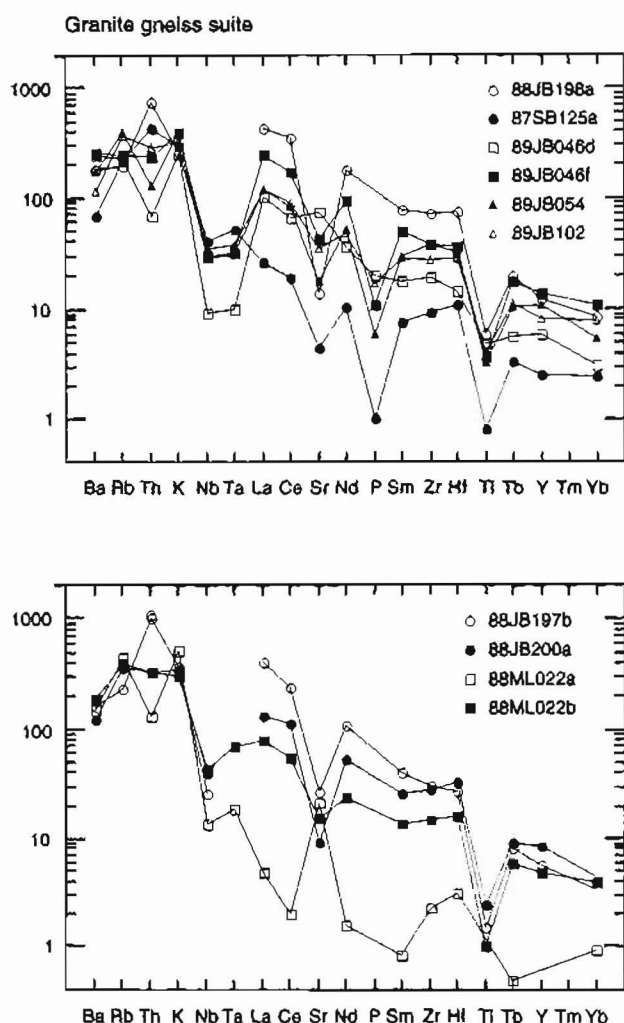 Granite gneiss suite
1000
100
10
1
88JB198a
87SB125a
89JB046d
89JB046f
89JB054
89JB102
Ba Rb Th K Nb Ta La Ce Sr Nd P Sm Zr Hf Ti Tb Y Tm Yb
1000
100
10
1
88JB197b
88JB200a
88ML022a
88ML022b
Ba Rb Th K Nb Ta La Ce Sr Nd P Sm Zr Hf Ti Tb Y Tm Yb